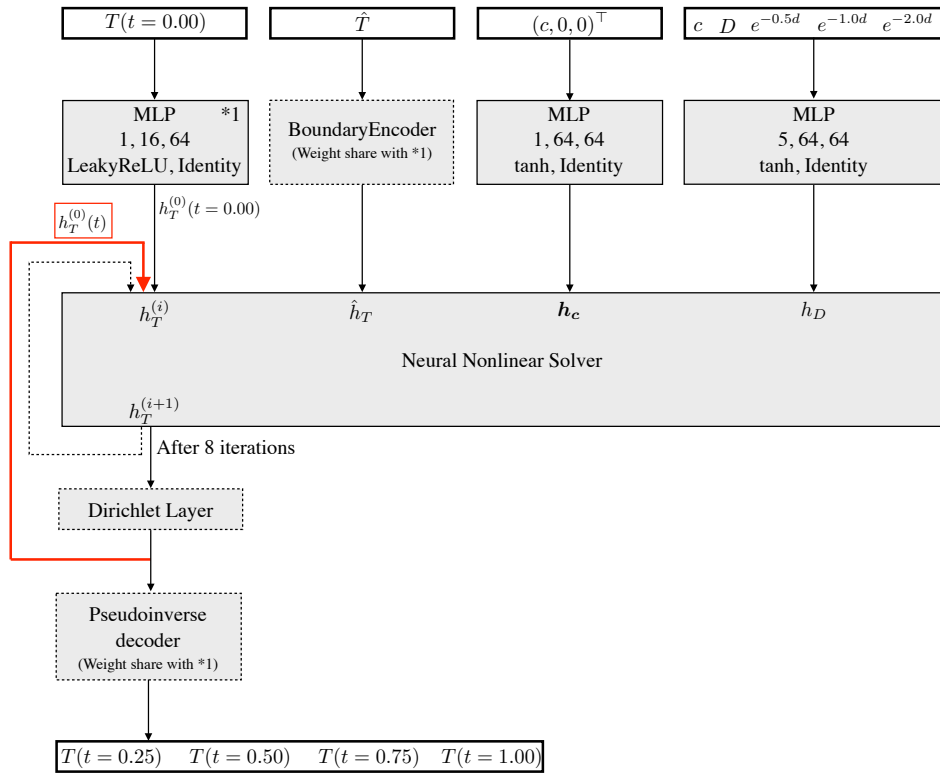 T(t = 0.00)
T̂
(c, 0, 0)^⊤
c D e^{−0.5d} e^{−1.0d} e^{−2.0d}
MLP *1
1, 16, 64
LeakyReLU, Identity
BoundaryEncoder
(Weight share with *1)
MLP
1, 64, 64
tanh, Identity
MLP
5, 64, 64
tanh, Identity
h_T^{(0)}(t = 0.00)
h_T^{(0)}(t)
h_T^{(i)}
ĥ_T
h_c
h_D
Neural Nonlinear Solver
h_T^{(i+1)}
After 8 iterations
Dirichlet Layer
Pseudoinverse
decoder
(Weight share with *1)
T(t = 0.25) T(t = 0.50) T(t = 0.75) T(t = 1.00)